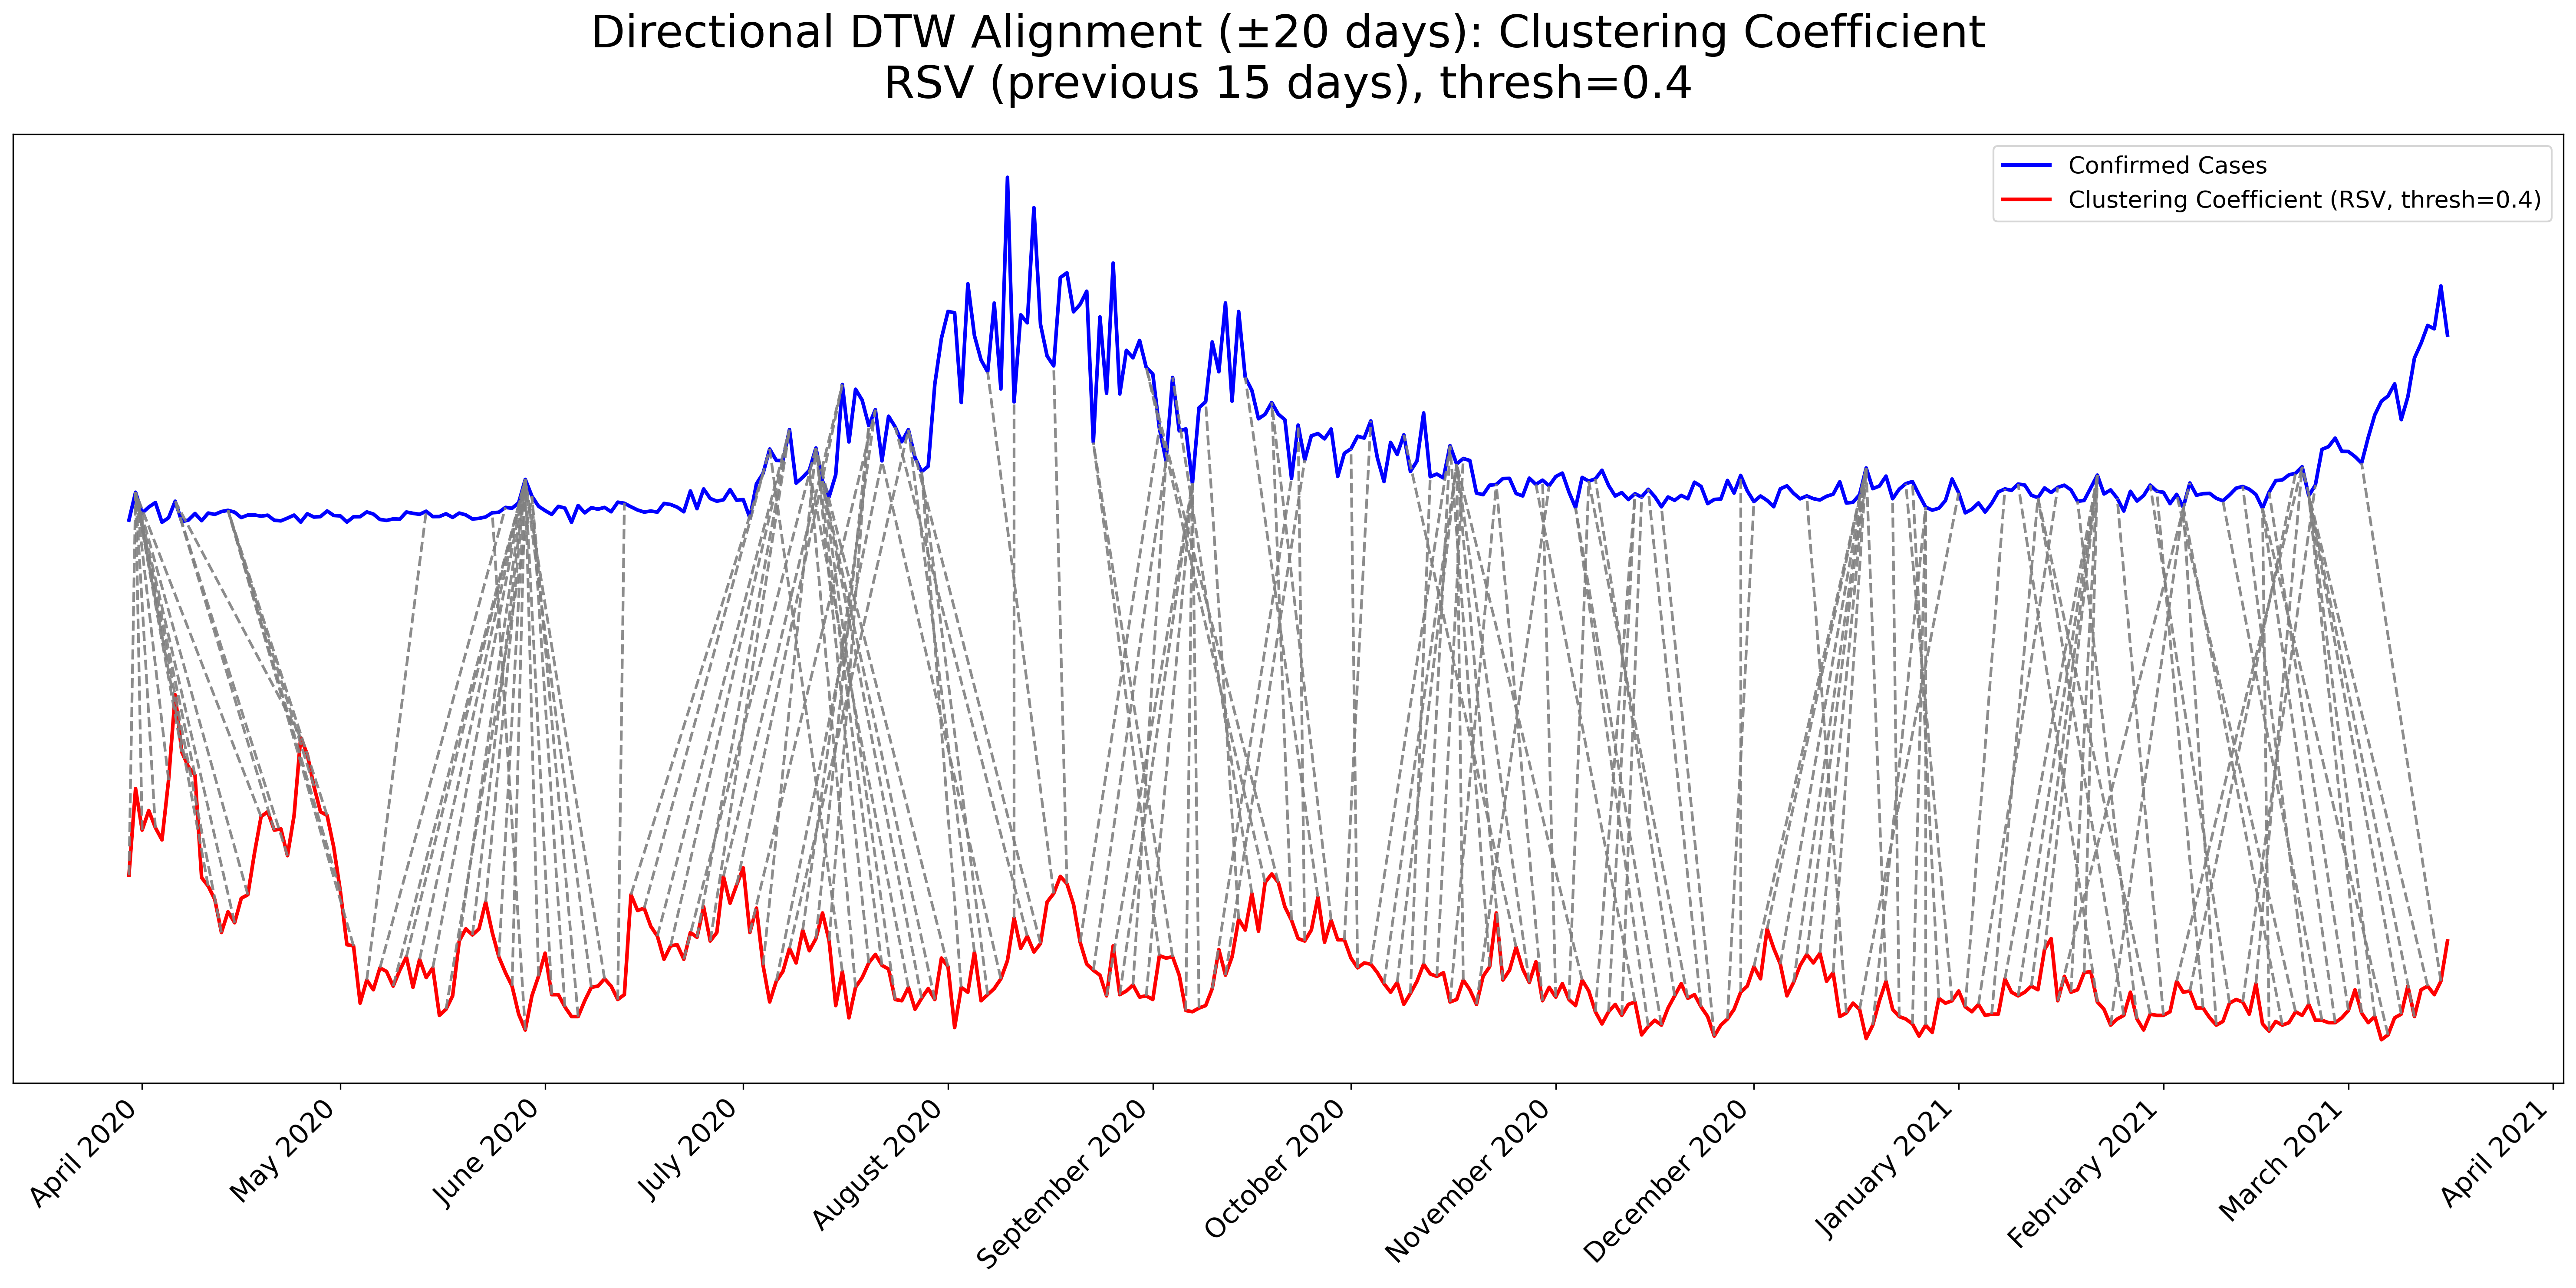 Directional DTW Alignment (±20 days): Clustering Coefficient
RSV (previous 15 days), thresh=0.4
Confirmed Cases
Clustering Coefficient (RSV, thresh=0.4)
April 2020
May 2020
June 2020
July 2020
August 2020
September 2020
October 2020
November 2020
December 2020
January 2021
February 2021
March 2021
April 2021